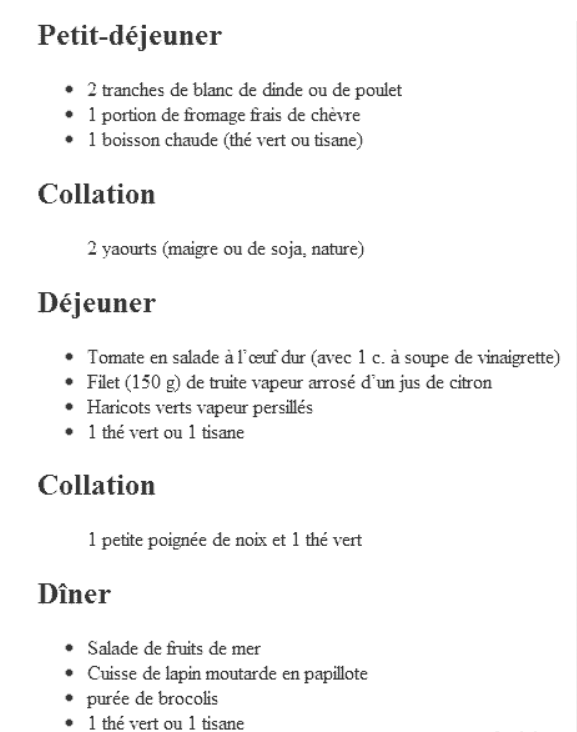 Petit-déjeuner
• 2 tranches de blanc de dinde ou de poulet
• 1 portion de fromage frais de chèvre
• 1 boisson chaude (thé vert ou tisane)
Collation
2 yaourts (maigre ou de soja, nature)
Déjeuner
• Tomate en salade à l'œuf dur (avec 1 c. à soupe de vinaigrette)
• Filet (150 g) de truite vapeur arrosé d'un jus de citron
• Haricots verts vapeur persillés
• 1 thé vert ou 1 tisane
Collation
1 petite poignée de noix et 1 thé vert
Dîner
• Salade de fruits de mer
• Cuisse de lapin moutarde en papillote
• purée de brocolis
• 1 thé vert ou 1 tisane